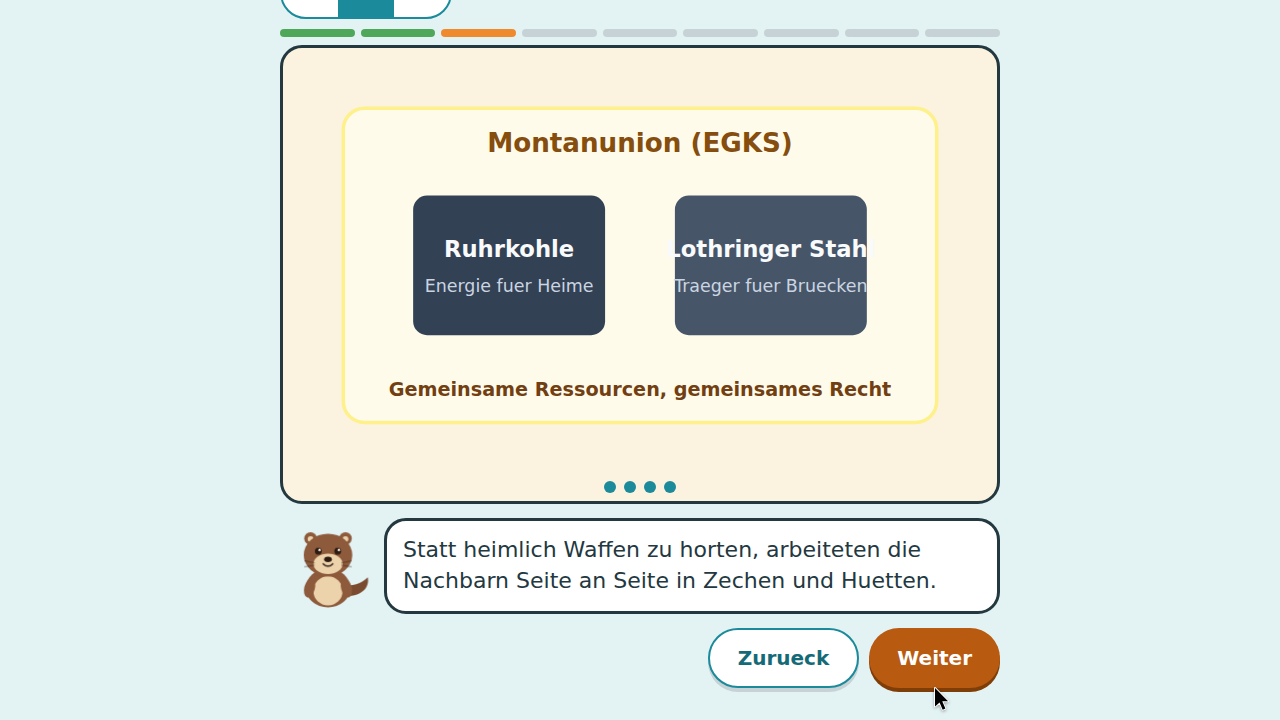 Montanunion (EGKS)
Ruhrkohle
Energie fuer Heime
Lothringer Stahl
Traeger fuer Bruecken
Gemeinsame Ressourcen, gemeinsames Recht
Statt heimlich Waffen zu horten, arbeiteten die
Nachbarn Seite an Seite in Zechen und Huetten.
Zurueck
Weiter